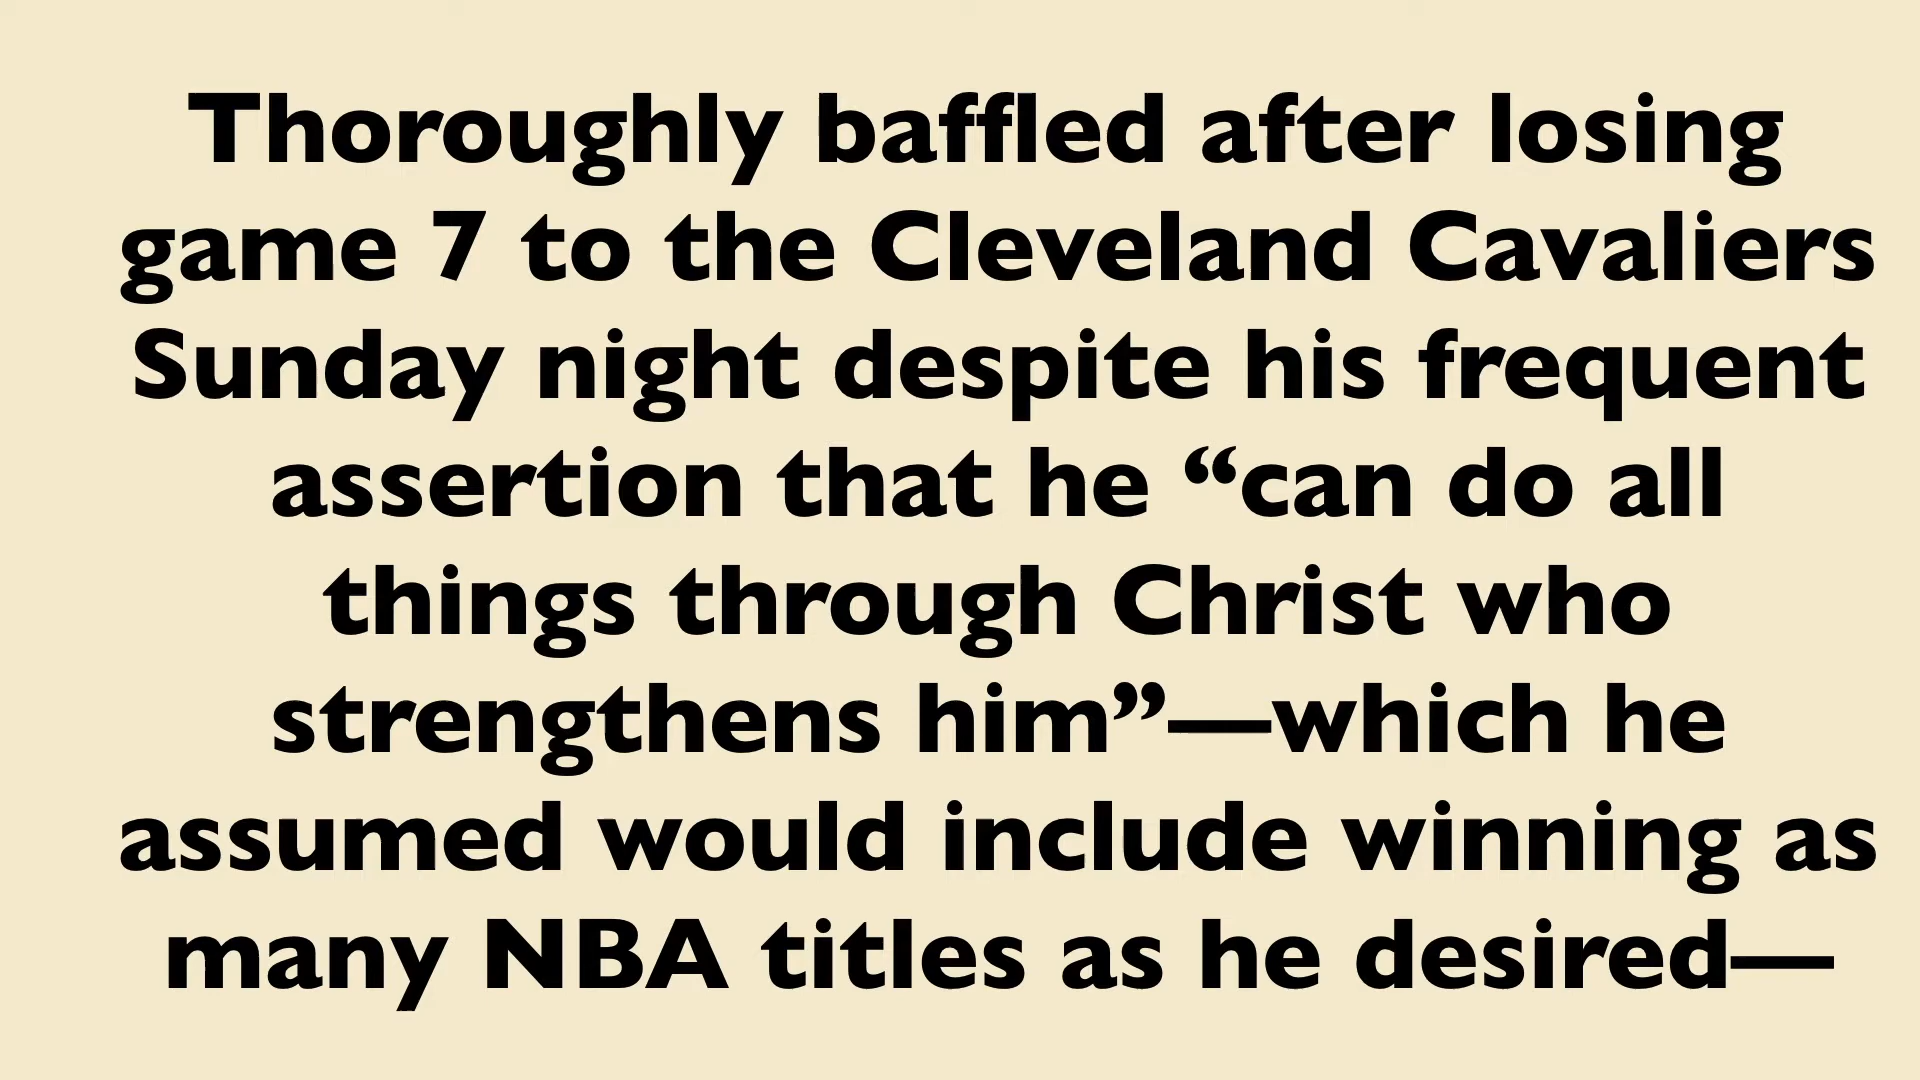 Thoroughly baffled after losing
game 7 to the Cleveland Cavaliers
Sunday night despite his frequent
assertion that he “can do all
things through Christ who
strengthens him”—which he
assumed would include winning as
many NBA titles as he desired—